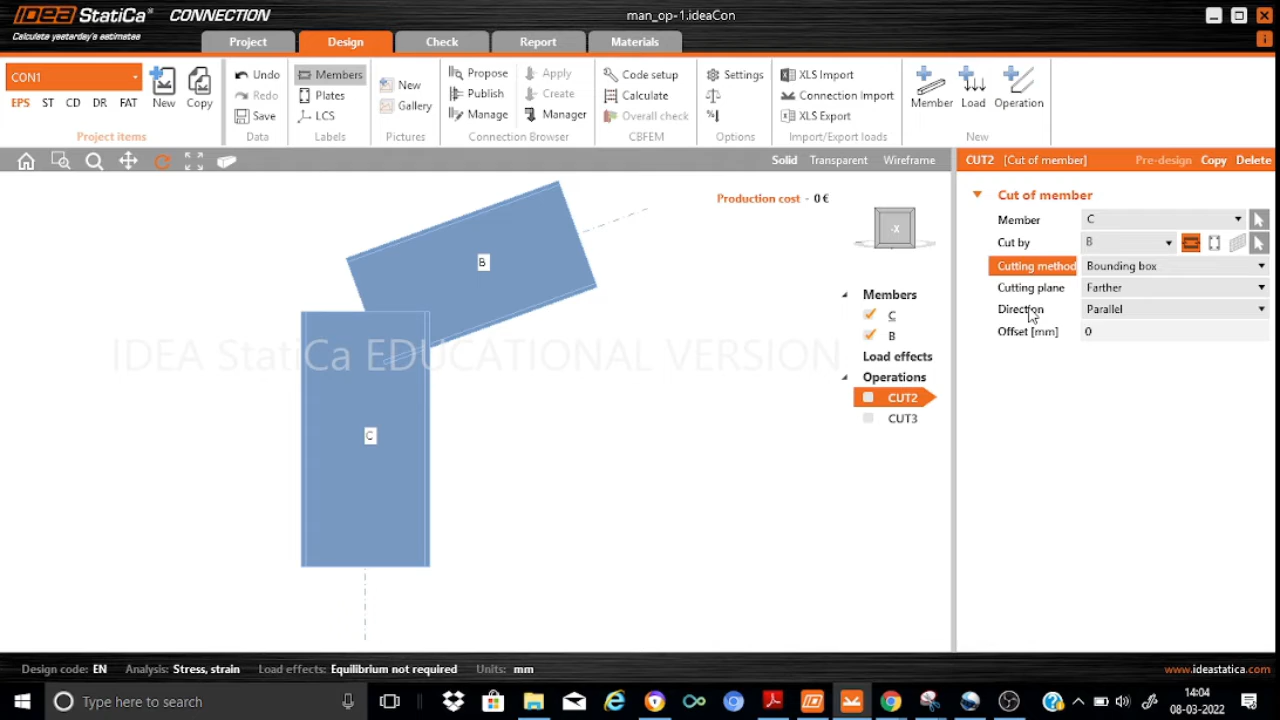 IDEA StatiCa® CONNECTION man_op-1.ideaCon
Calculate yesterday's estimates
Project Design Check Report Materials
CON1
EPS ST CD DR FAT
New Copy
Project items
Undo
Redo
Save
Data
Members
Plates
LCS
Labels
New
Gallery
Pictures
Propose Apply
Publish Create
Manage Manager
Connection Browser
Code setup
Calculate
Overall check
CBFEM
Settings
Options
XLS Import
Connection Import
XLS Export
Import/Export loads
Member Load Operation
New
Solid Transparent Wireframe
CUT2 [Cut of member] Pre-design Copy Delete
Production cost - 0 €
-X
B
C
IDEA StatiCa EDUCATIONAL VERSION
Members
C
B
Load effects
Operations
CUT2
CUT3
Cut of member
Member C
Cut by B
Cutting method Bounding box
Cutting plane Farther
Direction Parallel
Offset [mm] 0
Design code: EN Analysis: Stress, strain Load effects: Equilibrium not required Units: mm www.ideastatica.com
Type here to search
14:04
08-03-2022